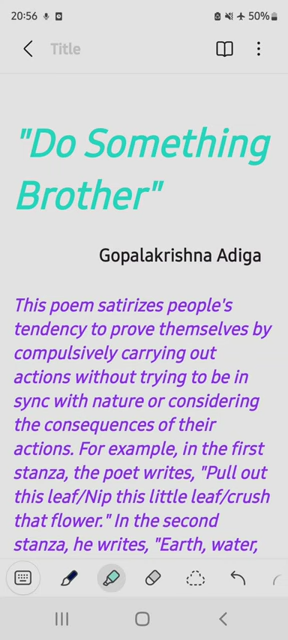 20:56 50%
Title
"Do Something
Brother"
Gopalakrishna Adiga
This poem satirizes people's
tendency to prove themselves by
compulsively carrying out
actions without trying to be in
sync with nature or considering
the consequences of their
actions. For example, in the first
stanza, the poet writes, "Pull out
this leaf/Nip this little leaf/crush
that flower." In the second
stanza, he writes, "Earth, water,